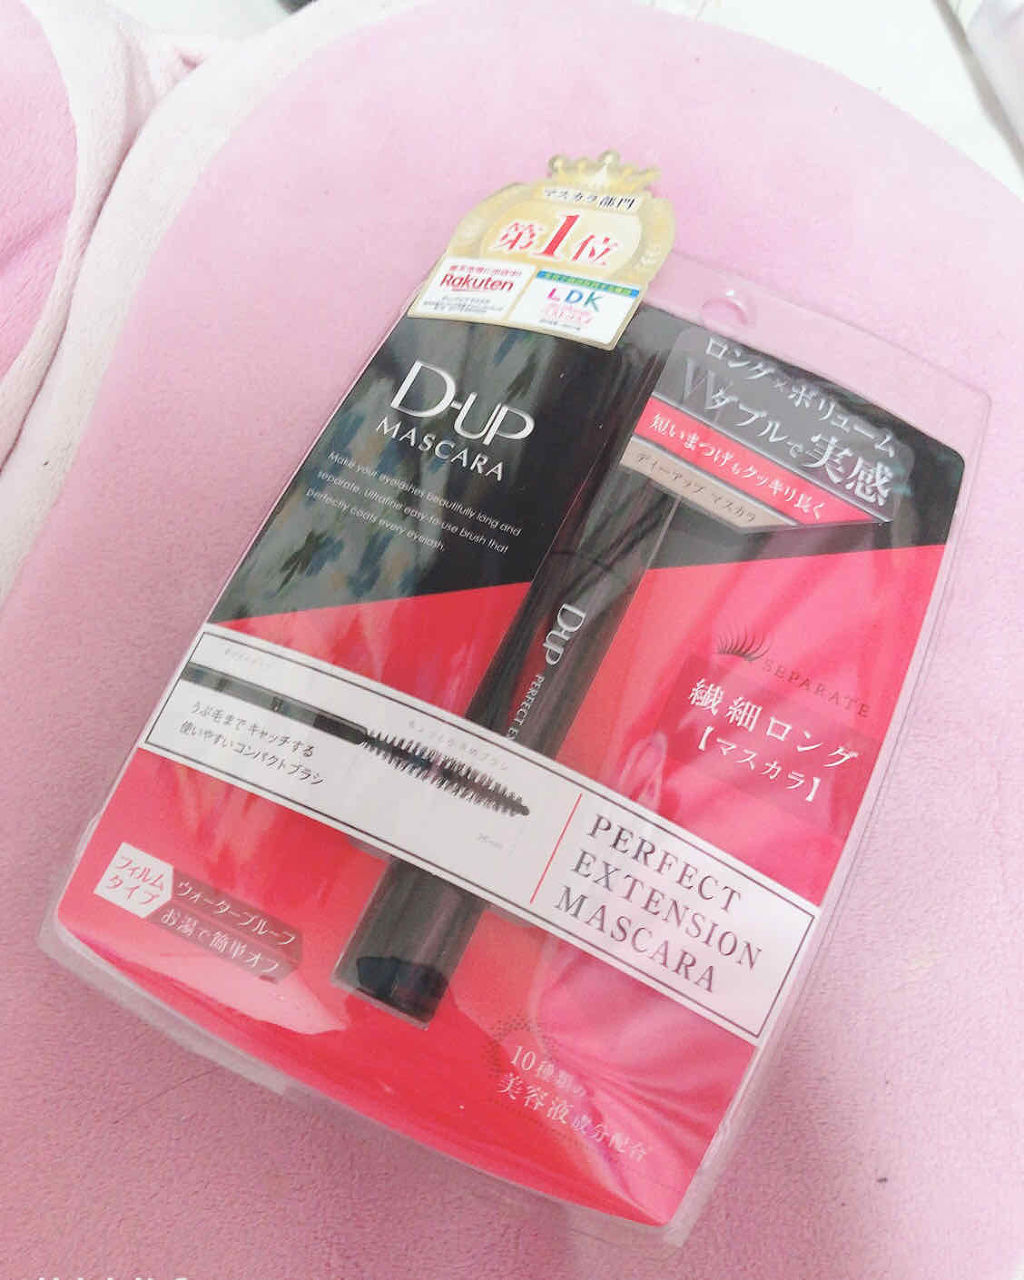 マスカラ部門
第1位
Rakuten
LDK
D-UP
MASCARA
Make your eyelashes beautifully long and
separate. Ultrafine easy-to-use brush that
perfectly coats every eyelash.
ロング×ボリューム
Wダブルで実感
短いまつげもクッキリ長く
ディーアップ マスカラ
D-UP PERFECT E
SEPARATE
繊細ロング
【マスカラ】
うぶ毛までキャッチする
使いやすいコンパクトブラシ
PERFECT
EXTENSION
MASCARA
フィルム
タイプ
ウォータープルーフ
お湯で簡単オフ
10種類の
美容液成分配合